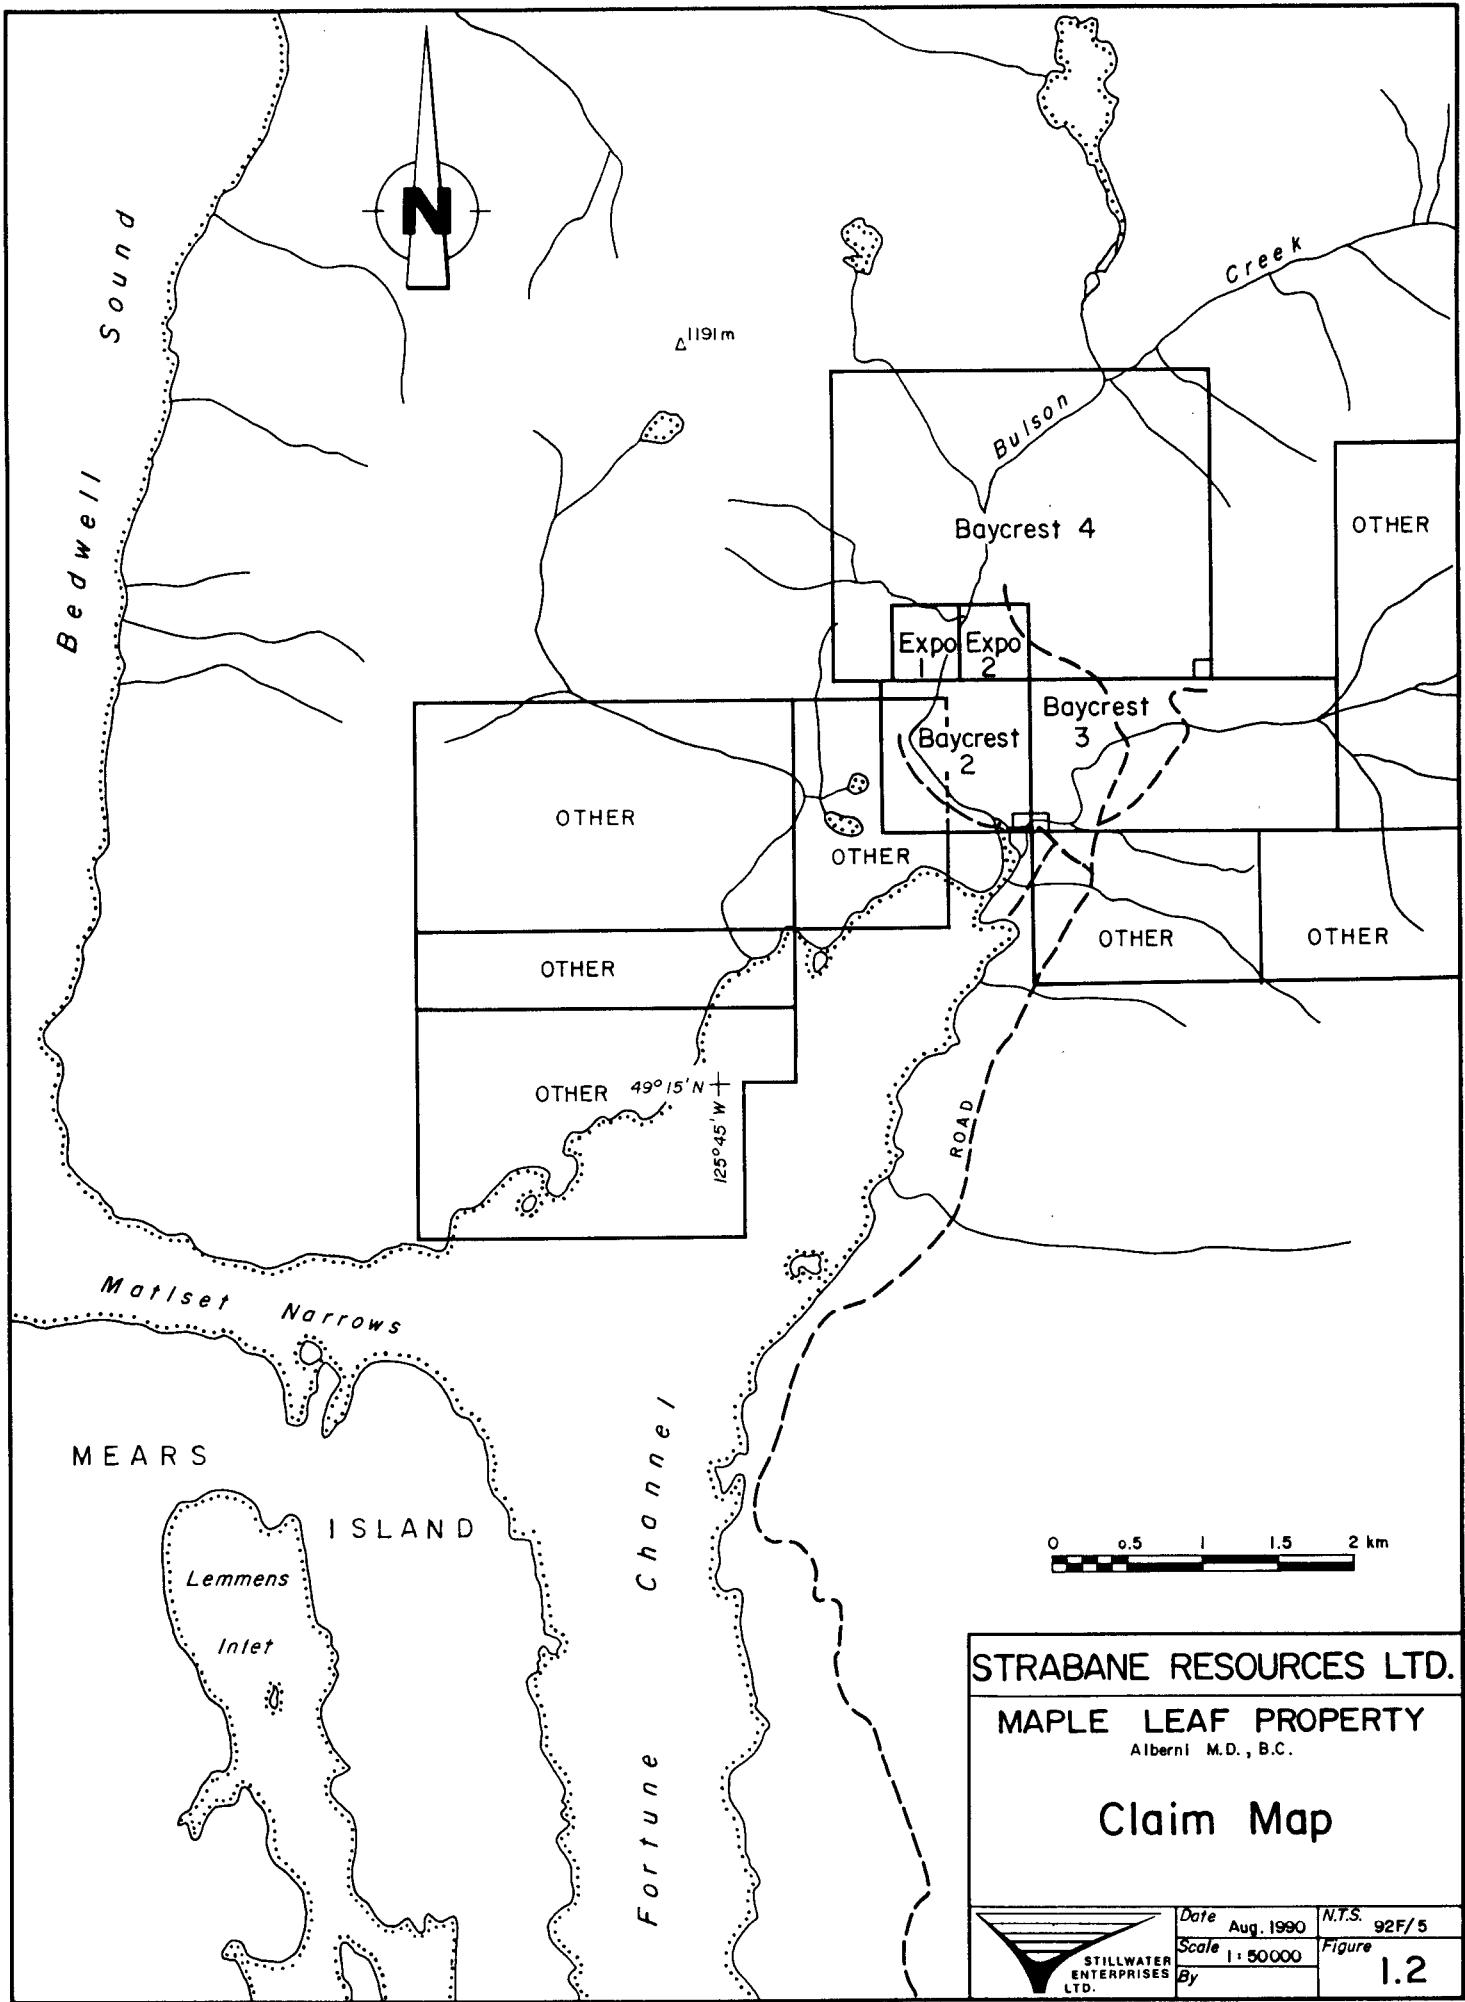 N
Bedwell Sound
Creek
1191m
Bulson
Baycrest 4
OTHER
Expo
1
Expo
2
Baycrest
3
Baycrest
2
OTHER
OTHER
OTHER
OTHER
OTHER
OTHER
49° 15' N
125° 45' W
ROAD
Matlset Narrows
MEARS
ISLAND
Lemmens
Inlet
Fortune Channel
0 0.5 1 1.5 2 km
STRABANE RESOURCES LTD.
MAPLE LEAF PROPERTY
Alberni M.D., B.C.
Claim Map
STILLWATER
ENTERPRISES
LTD.
Date Aug. 1990
N.T.S. 92F/5
Scale 1:50000
Figure 1.2
By